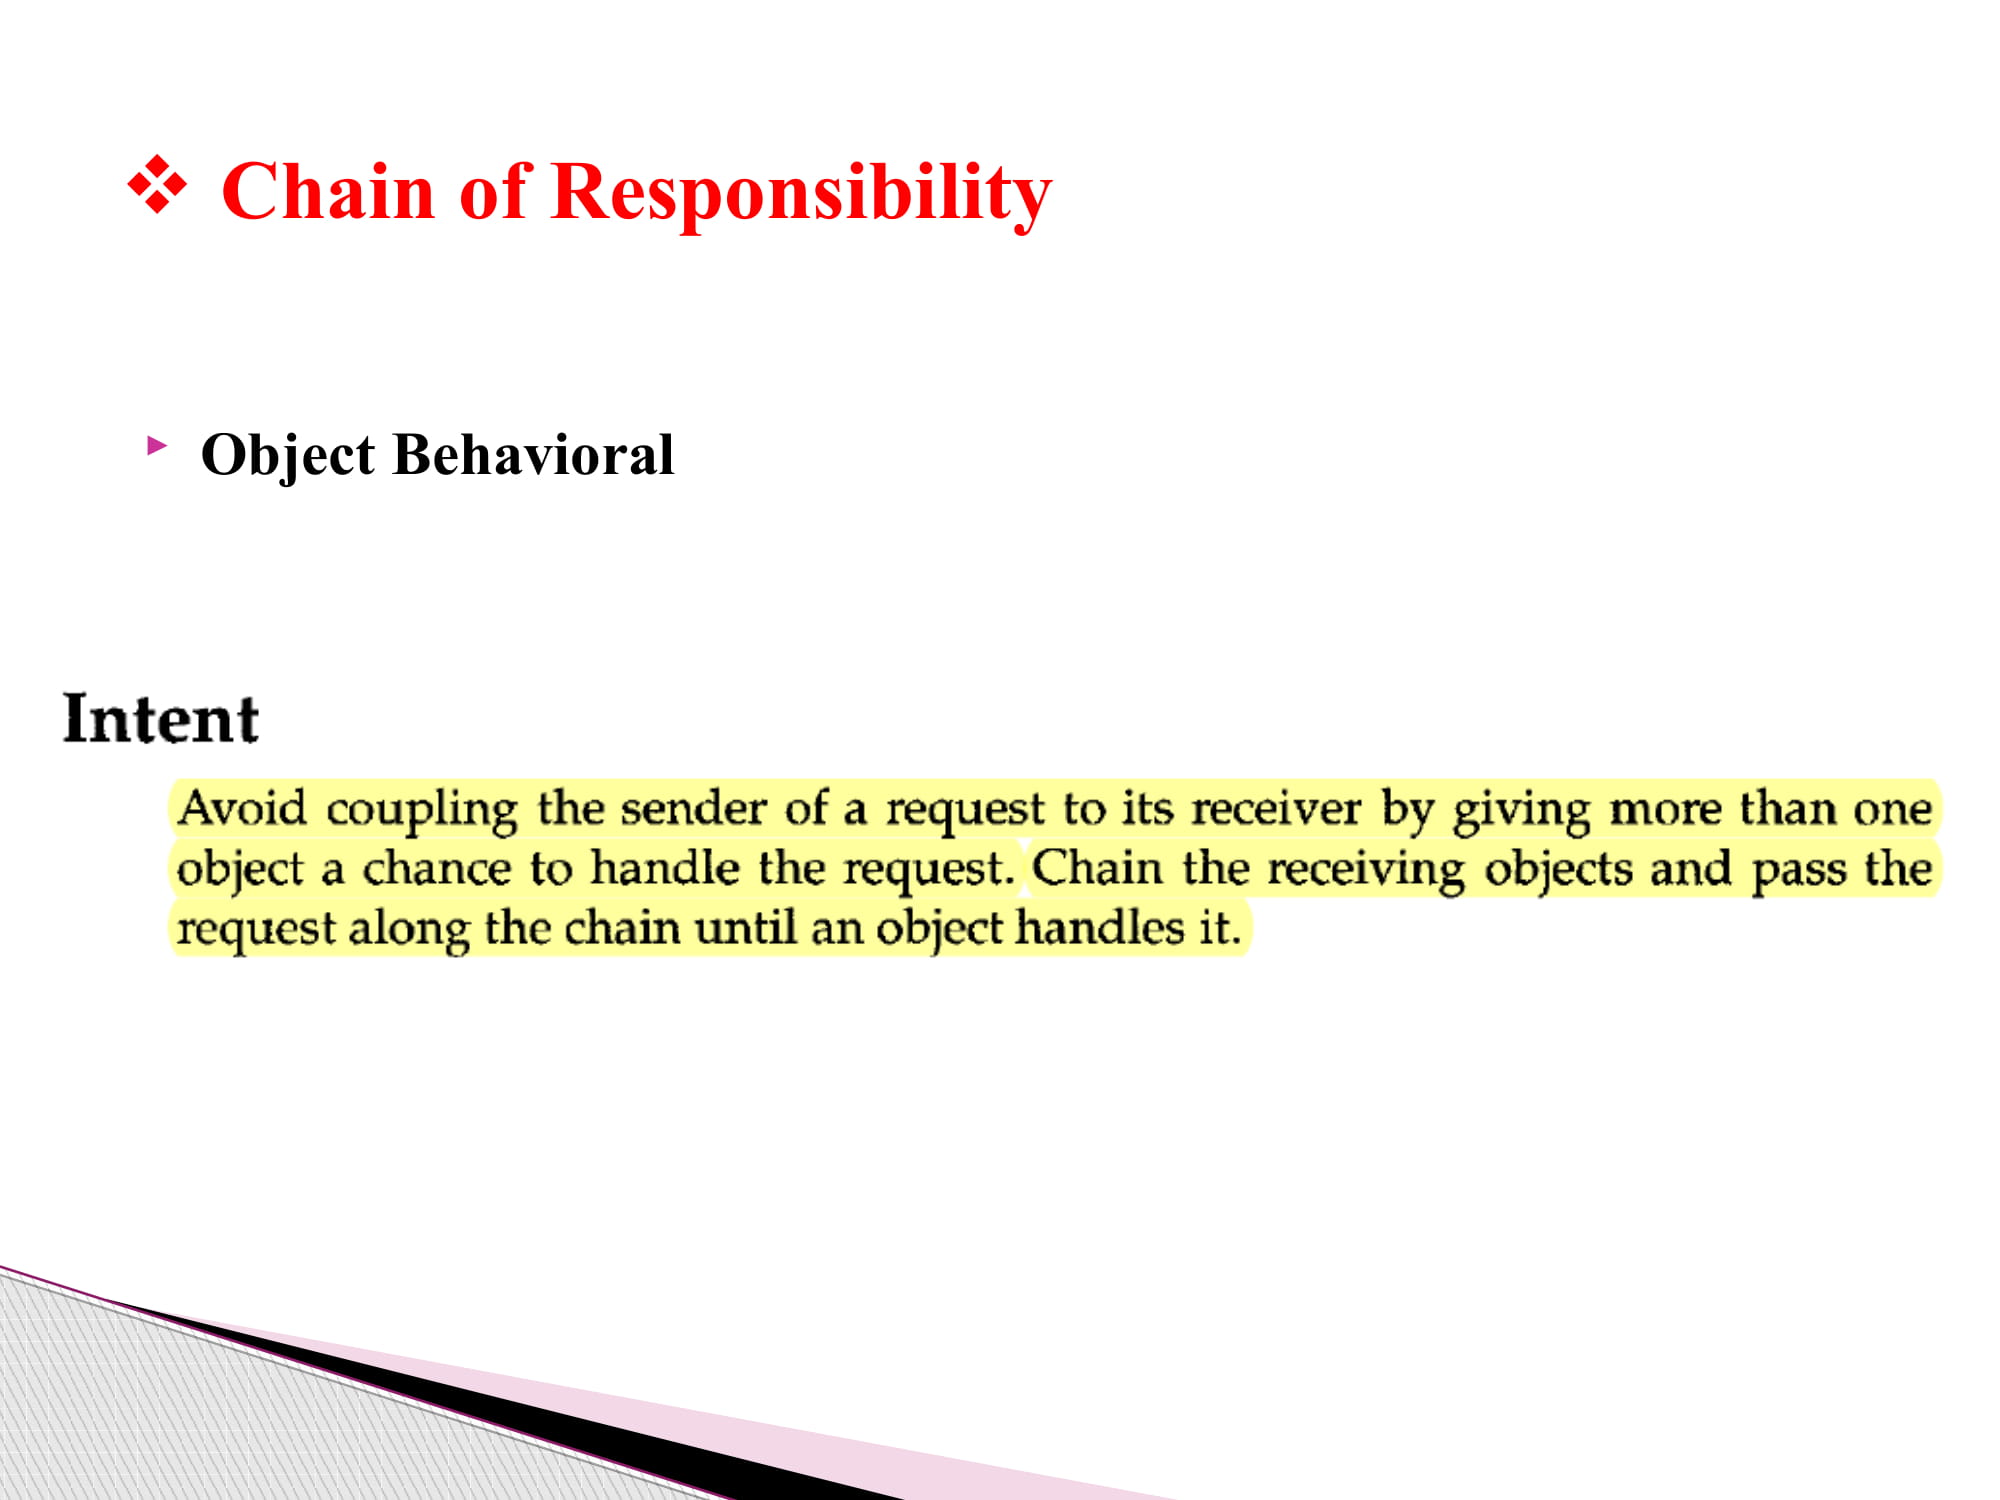 ❖ Chain of Responsibility
Object Behavioral
Intent
Avoid coupling the sender of a request to its receiver by giving more than one
object a chance to handle the request. Chain the receiving objects and pass the
request along the chain until an object handles it.